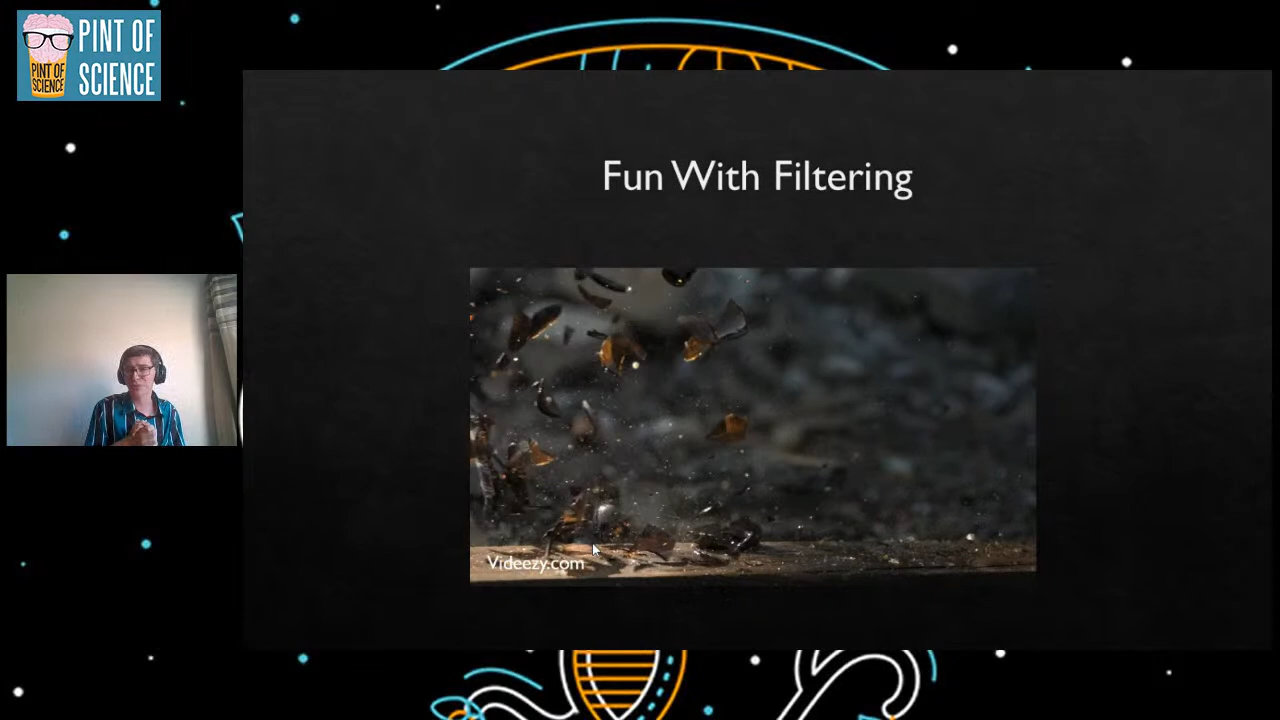 PINT OF
SCIENCE
PINT OF
SCIENCE
Fun With Filtering
Videezy.com